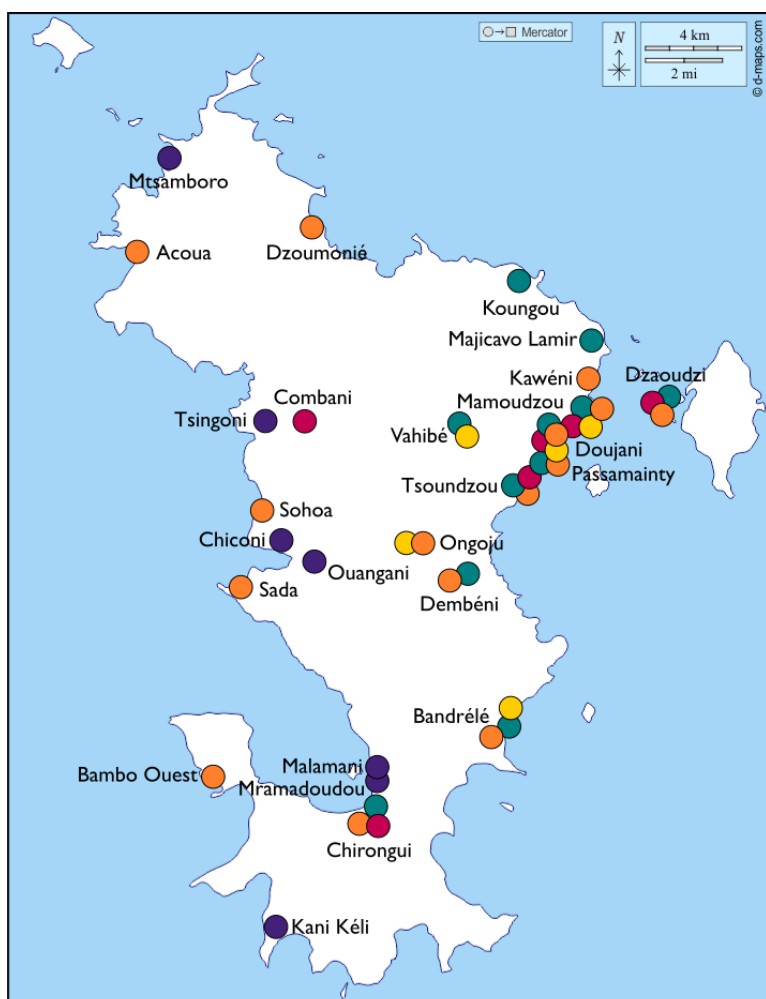 Mercator
N
4 km
2 mi
© d-maps.com
Mtsamboro
Acoua
Dzoumonié
Koungou
Majicavo Lamir
Kawéni
Dzaoudzi
Combani
Mamoudzou
Tsingoni
Vahibé
Doujani
Passamainty
Tsoundzou
Sohoa
Chiconi
Ongoju
Ouangani
Sada
Dembéni
Bandrélé
Malamani
Bambo Ouest
Mramadoudou
Chirongui
Kani Kéli